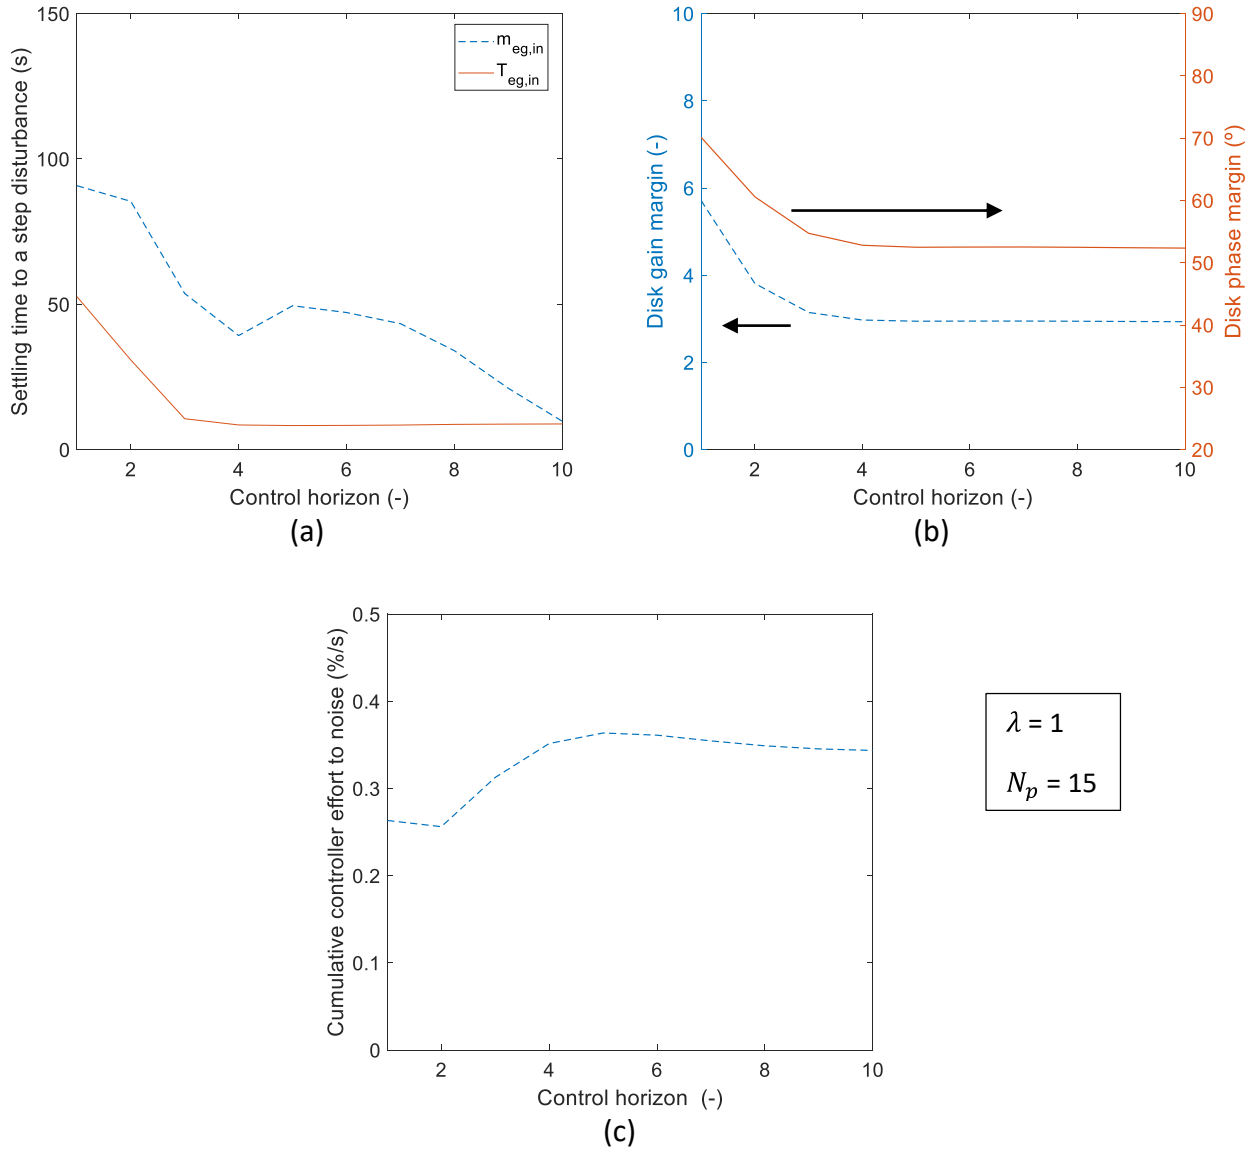 150
100
50
0
Settling time to a step disturbance (s)
m_eg,in
T_eg,in
2 4 6 8 10
Control horizon (-)
(a)
10
8
6
4
2
0
Disk gain margin (-)
90
80
70
60
50
40
30
20
Disk phase margin (º)
2 4 6 8 10
Control horizon (-)
(b)
0.5
0.4
0.3
0.2
0.1
0
Cumulative controller effort to noise (%/s)
2 4 6 8 10
Control horizon (-)
(c)
λ = 1
N_p = 15